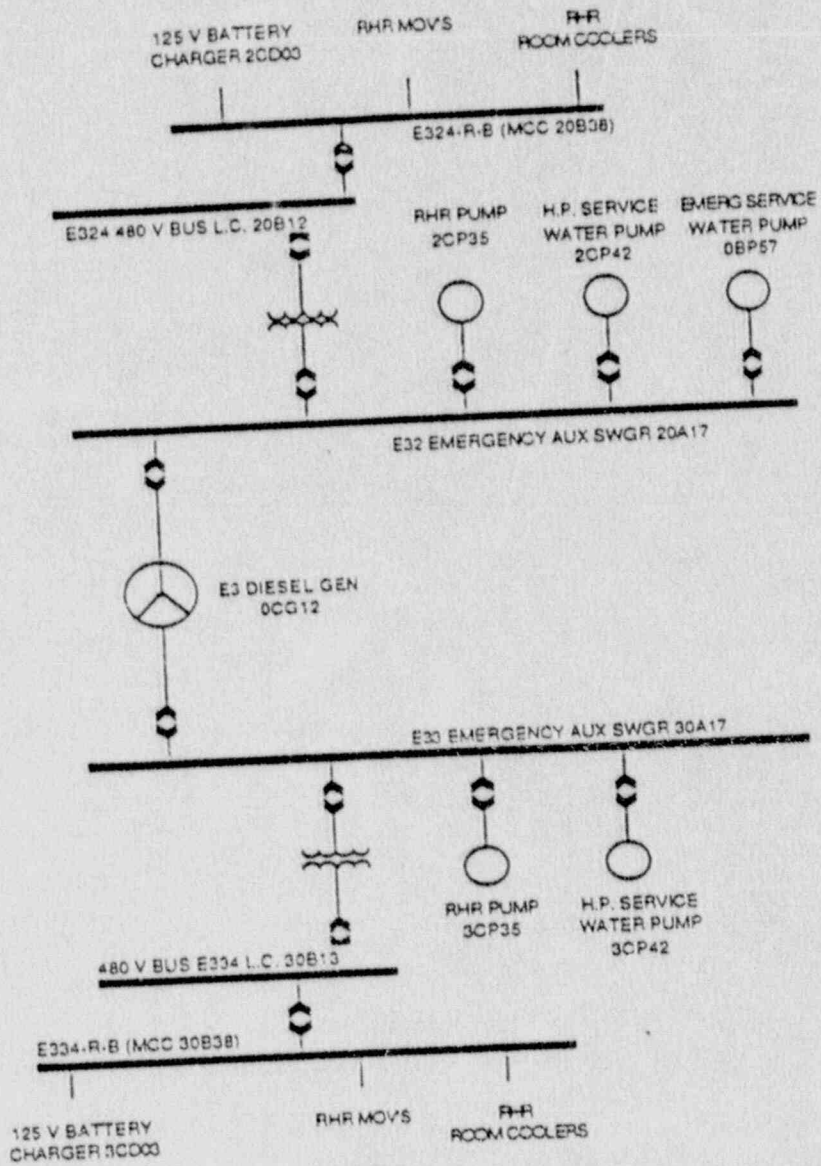 125 V BATTERY
CHARGER 2CD03
RHR MOV'S
RHR
ROOM COOLERS
E324-R-B (MCC 20B38)
E324 480 V BUS L.C. 20B12
RHR PUMP
2CP35
H.P. SERVICE
WATER PUMP
2CP42
EMERG SERVICE
WATER PUMP
0BP57
E32 EMERGENCY AUX SWGR 20A17
E3 DIESEL GEN
0CG12
E33 EMERGENCY AUX SWGR 30A17
RHR PUMP
3CP35
H.P. SERVICE
WATER PUMP
3CP42
480 V BUS E334 L.C. 30B13
E334-R-B (MCC 30B38)
125 V BATTERY
CHARGER 3CD03
RHR MOV'S
RHR
ROOM COOLERS